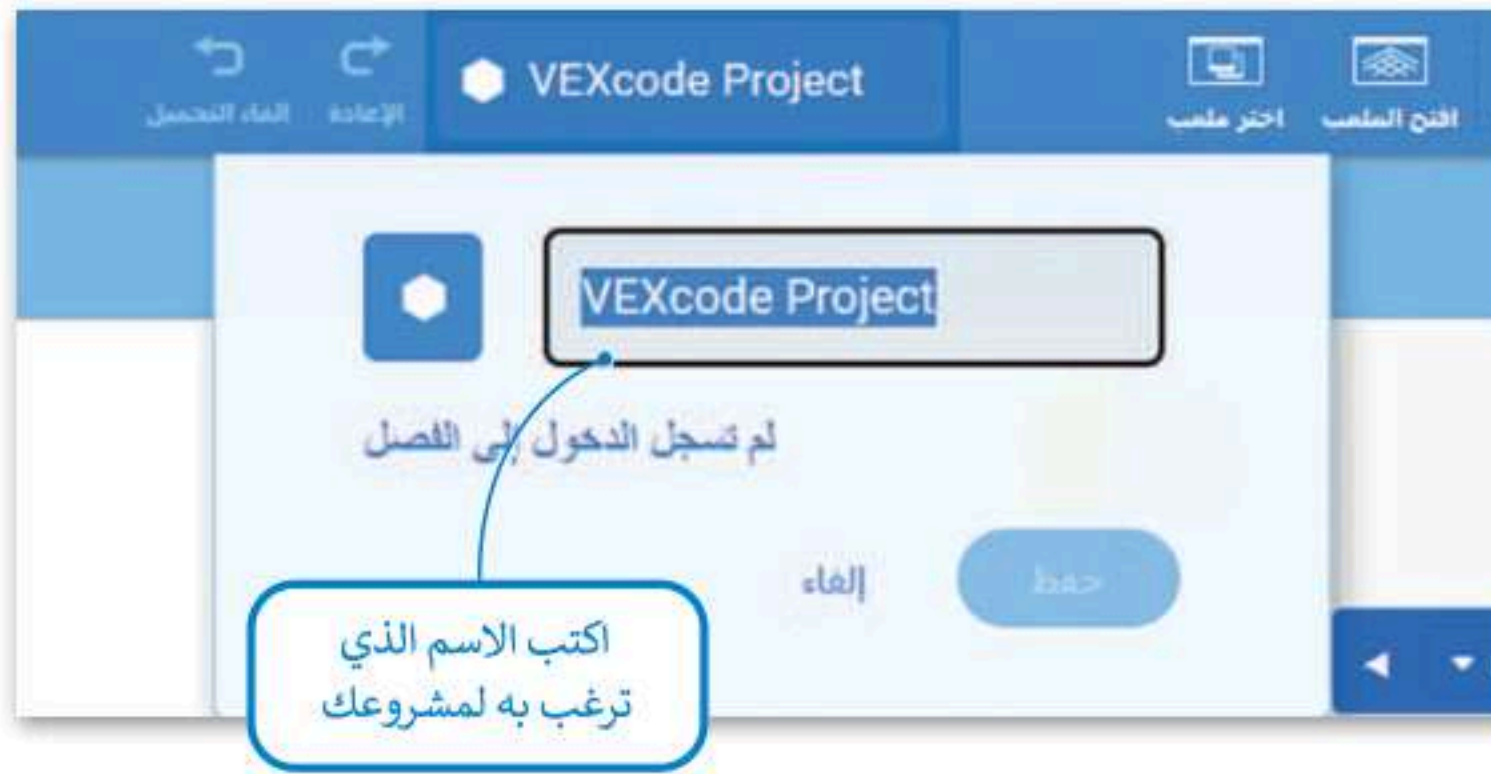 افتح الملعب
اختر ملعب
VEXcode Project
الإعادة
الغاء التحميل
VEXcode Project
لم تسجل الدخول إلى الفصل
حفظ
إلغاء
اكتب الاسم الذي
ترغب به لمشروعك